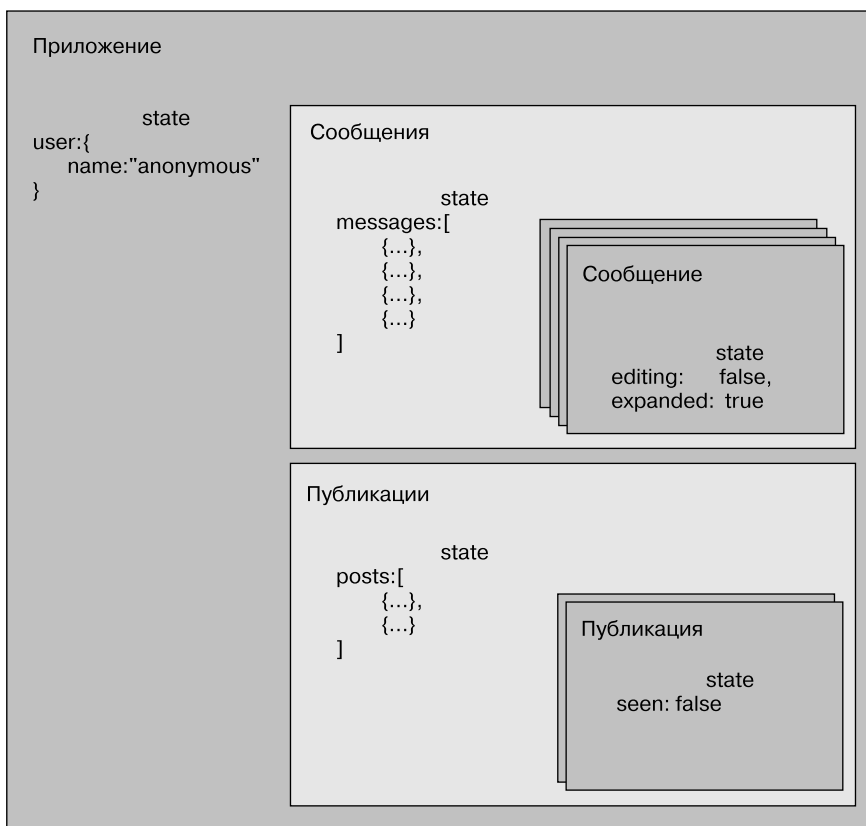 Приложение
state
user:{
name:"anonymous"
}
Сообщения
state
messages:[
{...},
{...},
{...},
{...}
]
Сообщение
state
editing: false,
expanded: true
Публикации
state
posts:[
{...},
{...}
]
Публикация
state
seen: false